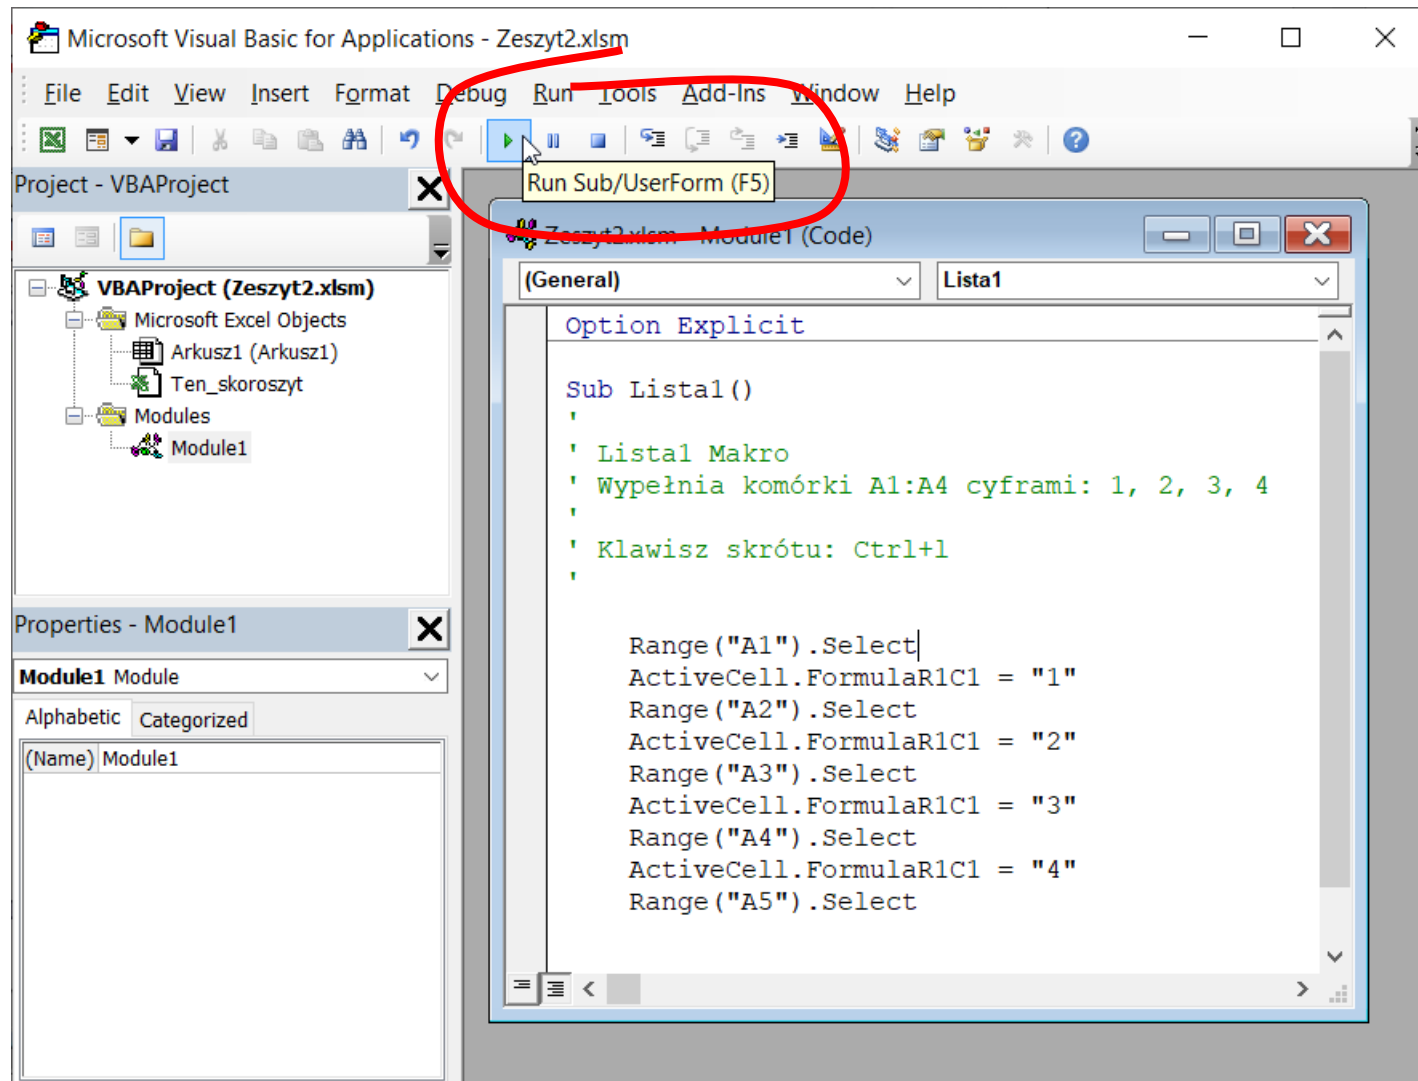 Microsoft Visual Basic for Applications - Zeszyt2.xlsm
File Edit View Insert Format Debug Run Tools Add-Ins Window Help
Run Sub/UserForm (F5)
Project - VBAProject
VBAProject (Zeszyt2.xlsm)
Microsoft Excel Objects
Arkusz1 (Arkusz1)
Ten_skoroszyt
Modules
Module1
Properties - Module1
Module1 Module
Alphabetic Categorized
(Name) Module1
Zeszyt2.xlsm - Module1 (Code)
(General) Lista1
Option Explicit
Sub Lista1()
'
' Lista1 Makro
' Wypełnia komórki A1:A4 cyframi: 1, 2, 3, 4
'
' Klawisz skrótu: Ctrl+l
'
Range("A1").Select
ActiveCell.FormulaR1C1 = "1"
Range("A2").Select
ActiveCell.FormulaR1C1 = "2"
Range("A3").Select
ActiveCell.FormulaR1C1 = "3"
Range("A4").Select
ActiveCell.FormulaR1C1 = "4"
Range("A5").Select